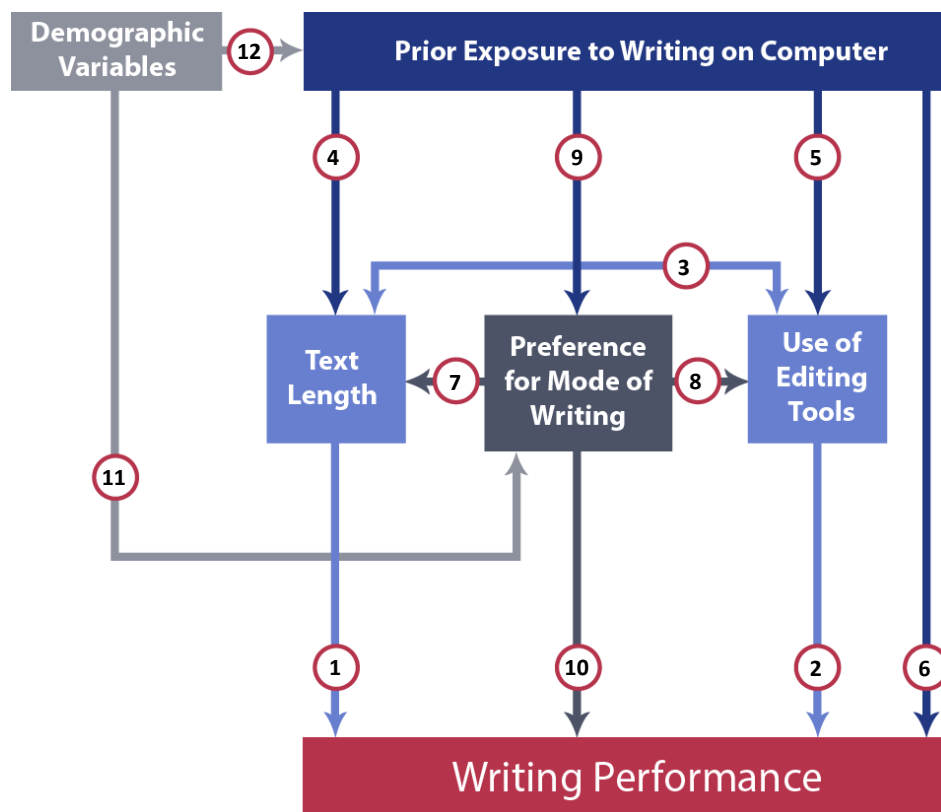 Demographic
Variables
12
Prior Exposure to Writing on Computer
4
9
5
3
Text
Length
7
Preference
for Mode of
Writing
8
Use of
Editing
Tools
11
1
10
2
6
Writing Performance